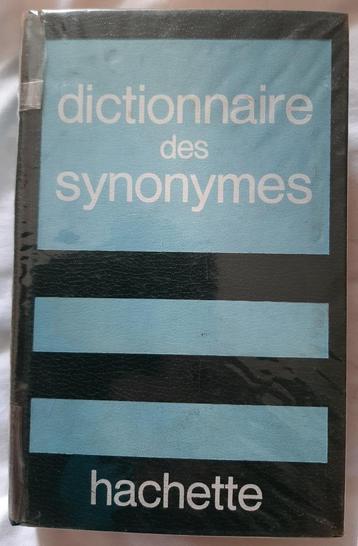 dictionnaire
des
synonymes
hachette